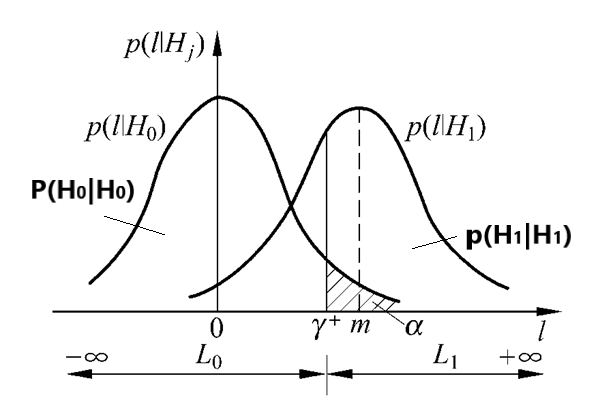 p(l|Hⱼ)
p(l|H₀)
p(l|H₁)
P(H₀|H₀)
p(H₁|H₁)
0
γ⁺
m
α
l
−∞
L₀
L₁
+∞